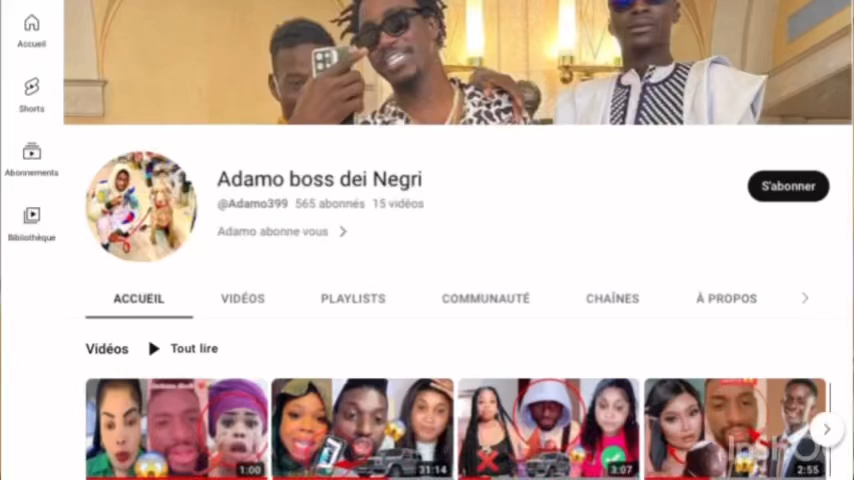 Accueil
Shorts
Abonnements
Bibliothèque
Adamo boss dei Negri
@Adamo399 565 abonnés 15 vidéos
Adamo abonne vous
S'abonner
ACCUEIL VIDÉOS PLAYLISTS COMMUNAUTÉ CHAÎNES À PROPOS
Vidéos Tout lire
1:00
31:14
3:07
2:55
InShOt